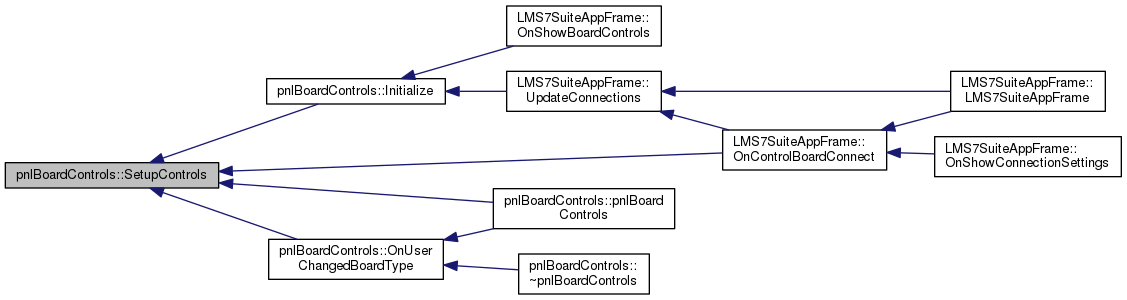 pnlBoardControls::SetupControls
pnlBoardControls::Initialize
LMS7SuiteAppFrame::
OnShowBoardControls
LMS7SuiteAppFrame::
UpdateConnections
LMS7SuiteAppFrame::
LMS7SuiteAppFrame
LMS7SuiteAppFrame::
OnControlBoardConnect
LMS7SuiteAppFrame::
OnShowConnectionSettings
pnlBoardControls::pnlBoard
Controls
pnlBoardControls::OnUser
ChangedBoardType
pnlBoardControls::
~pnlBoardControls